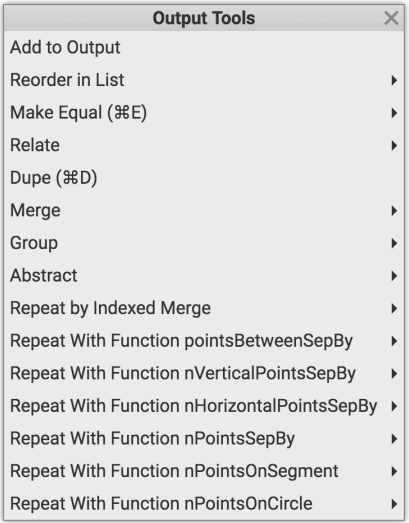 Output Tools
Add to Output
Reorder in List
Make Equal (⌘E)
Relate
Dupe (⌘D)
Merge
Group
Abstract
Repeat by Indexed Merge
Repeat With Function pointsBetweenSepBy
Repeat With Function nVerticalPointsSepBy
Repeat With Function nHorizontalPointsSepBy
Repeat With Function nPointsSepBy
Repeat With Function nPointsOnSegment
Repeat With Function nPointsOnCircle